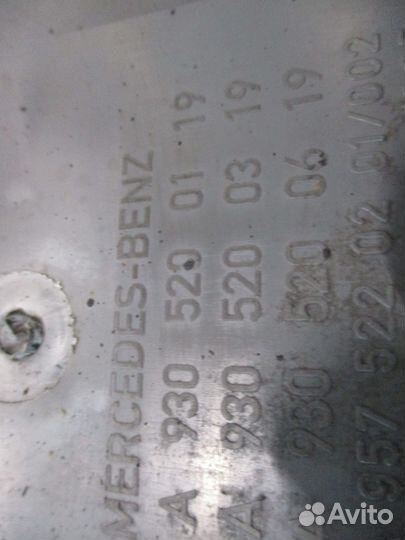 MERCEDES-BENZ
A 930 520 01 19
A 930 520 03 19
A 930 520 06 19
957 522 02 01/002
Avito